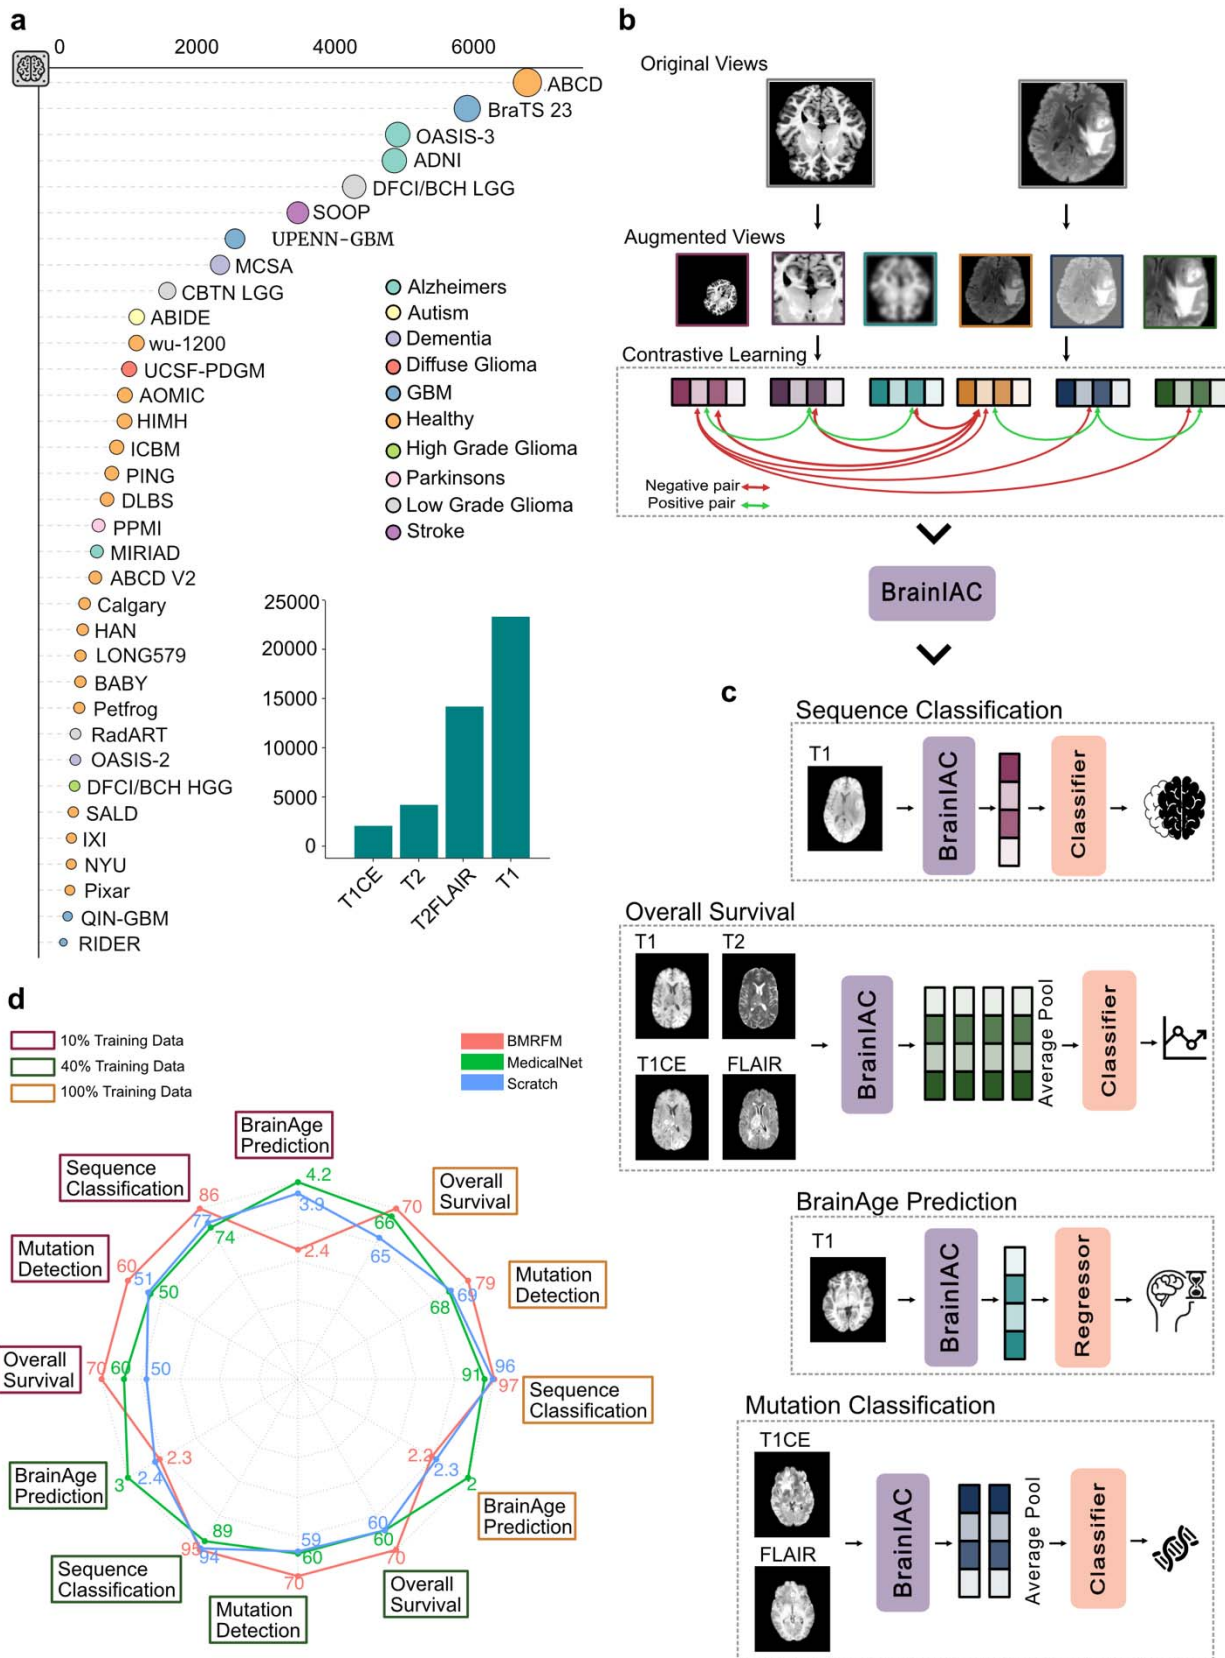 a
0 2000 4000 6000
ABCD
BraTS 23
OASIS-3
ADNI
DFCI/BCH LGG
SOOP
UPENN-GBM
MCSA
CBTN LGG
ABIDE
wu-1200
UCSF-PDGM
AOMIC
HIMH
ICBM
PING
DLBS
PPMI
MIRIAD
ABCD V2
Calgary
HAN
LONG579
BABY
Petfrog
RadART
OASIS-2
DFCI/BCH HGG
SALD
IXI
NYU
Pixar
QIN-GBM
RIDER
Alzheimers
Autism
Dementia
Diffuse Glioma
GBM
Healthy
High Grade Glioma
Parkinsons
Low Grade Glioma
Stroke
25000
20000
15000
10000
5000
0
T1CE
T2
T2FLAIR
T1
b
Original Views
Augmented Views
Contrastive Learning
Negative pair
Positive pair
BrainIAC
c
Sequence Classification
T1
BrainIAC
Classifier
Overall Survival
T1 T2
T1CE FLAIR
BrainIAC
Average Pool
Classifier
BrainAge Prediction
T1
BrainIAC
Regressor
Mutation Classification
T1CE
FLAIR
BrainIAC
Average Pool
Classifier
d
10% Training Data
40% Training Data
100% Training Data
BMRFM
MedicalNet
Scratch
BrainAge
Prediction
4.2
3.9
2.4
Overall
Survival
70
66
65
Mutation
Detection
79
69
68
Sequence
Classification
96
91
97
BrainAge
Prediction
2.2
2.3
2
Overall
Survival
60
60
70
Mutation
Detection
59
60
70
Sequence
Classification
89
95
94
BrainAge
Prediction
2.3
2.4
3
Overall
Survival
70
60
50
Mutation
Detection
60
51
50
Sequence
Classification
86
77
74